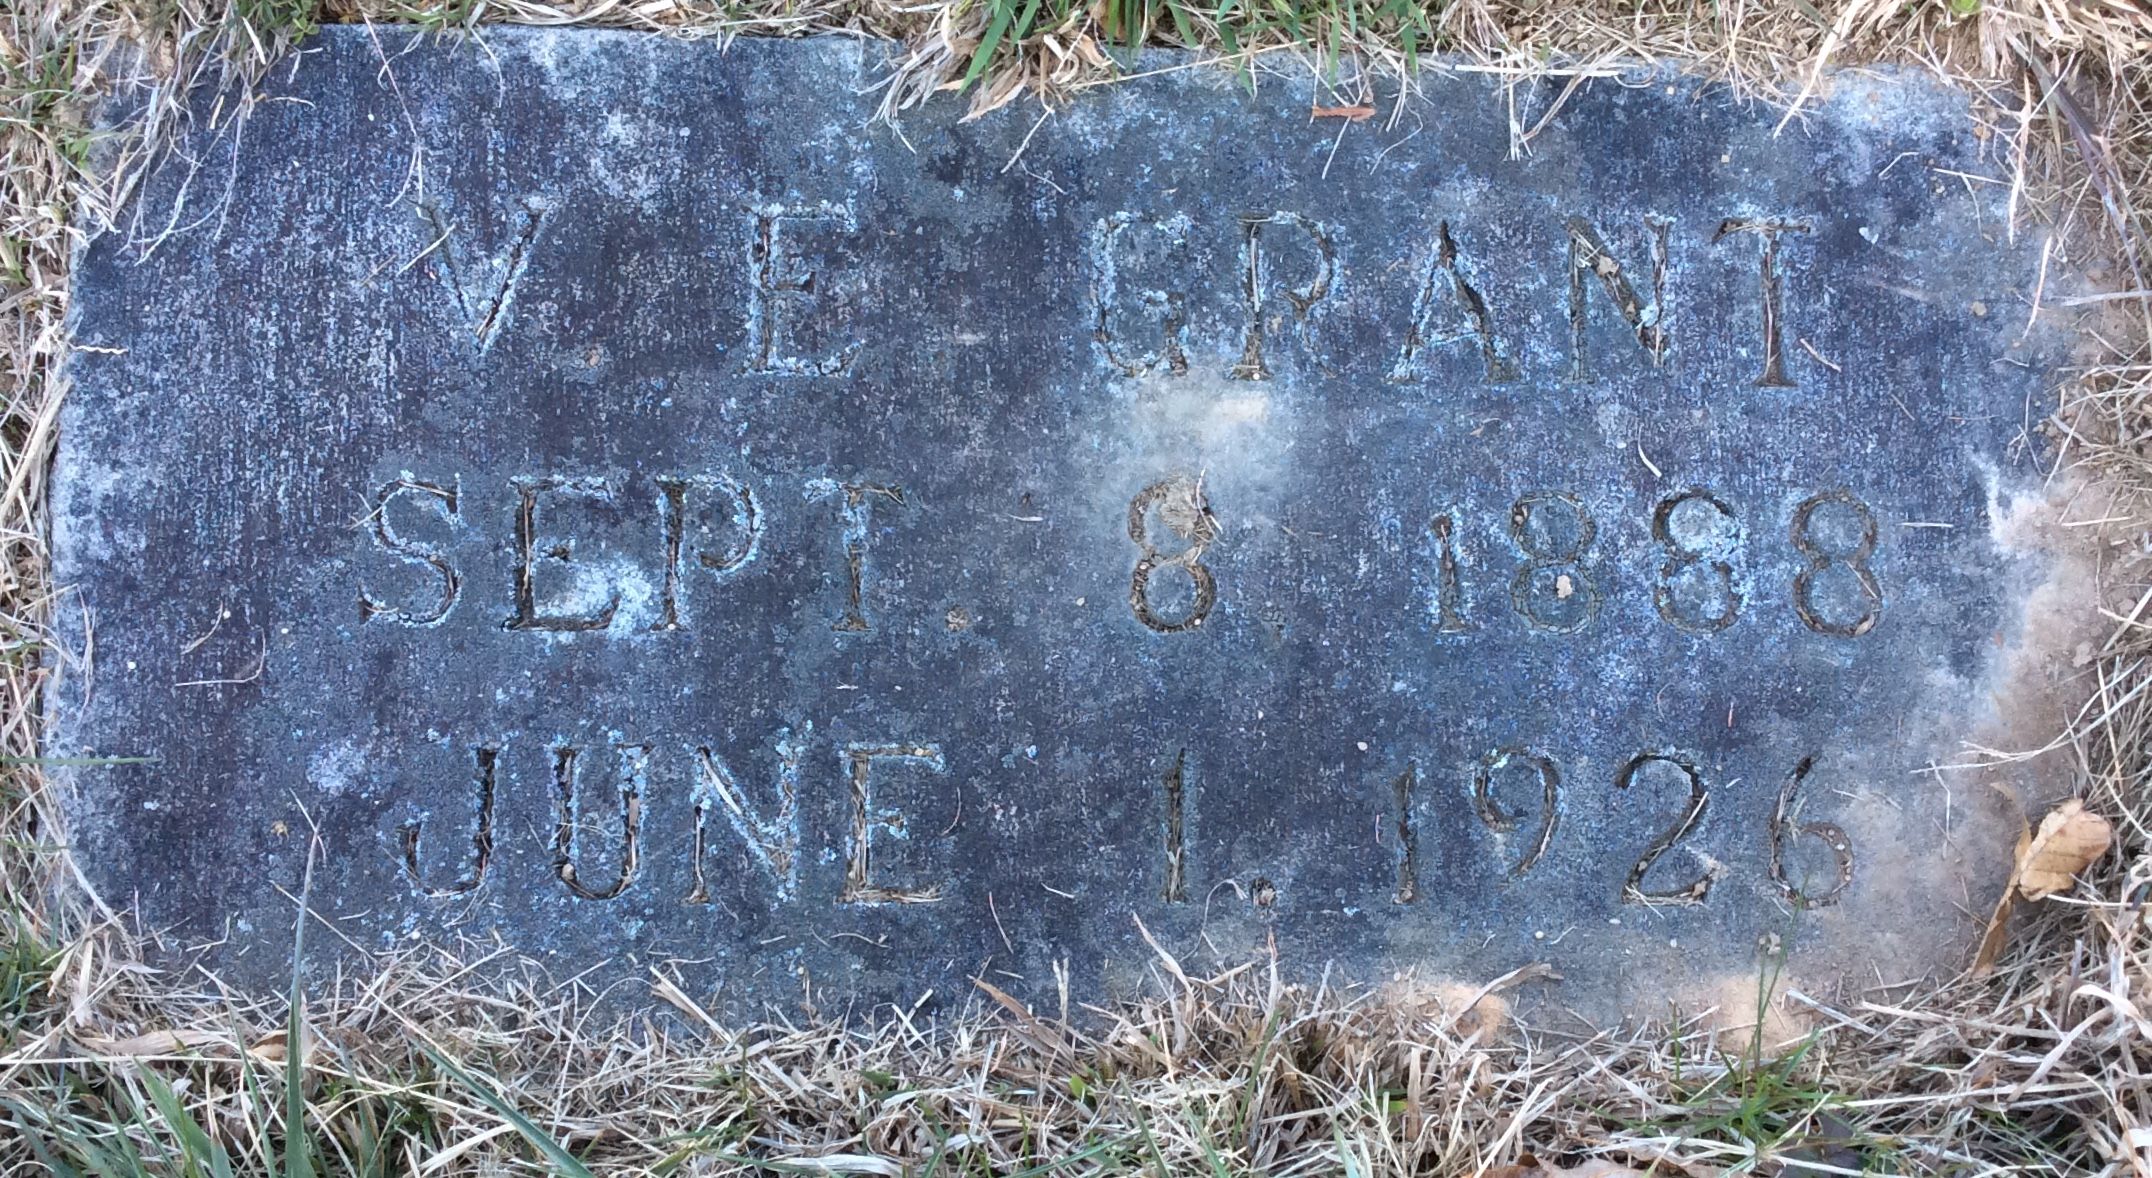 V E GRANT
SEPT. 8 1888
JUNE 1. 1926